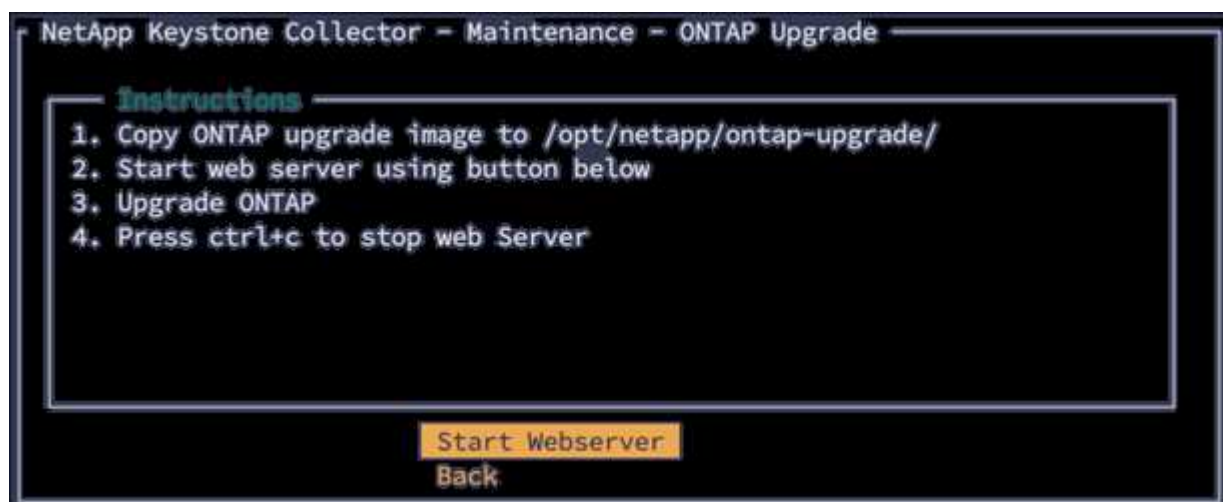 NetApp Keystone Collector - Maintenance - ONTAP Upgrade
Instructions
1. Copy ONTAP upgrade image to /opt/netapp/ontap-upgrade/
2. Start web server using button below
3. Upgrade ONTAP
4. Press ctrl+c to stop web Server
Start Webserver
Back